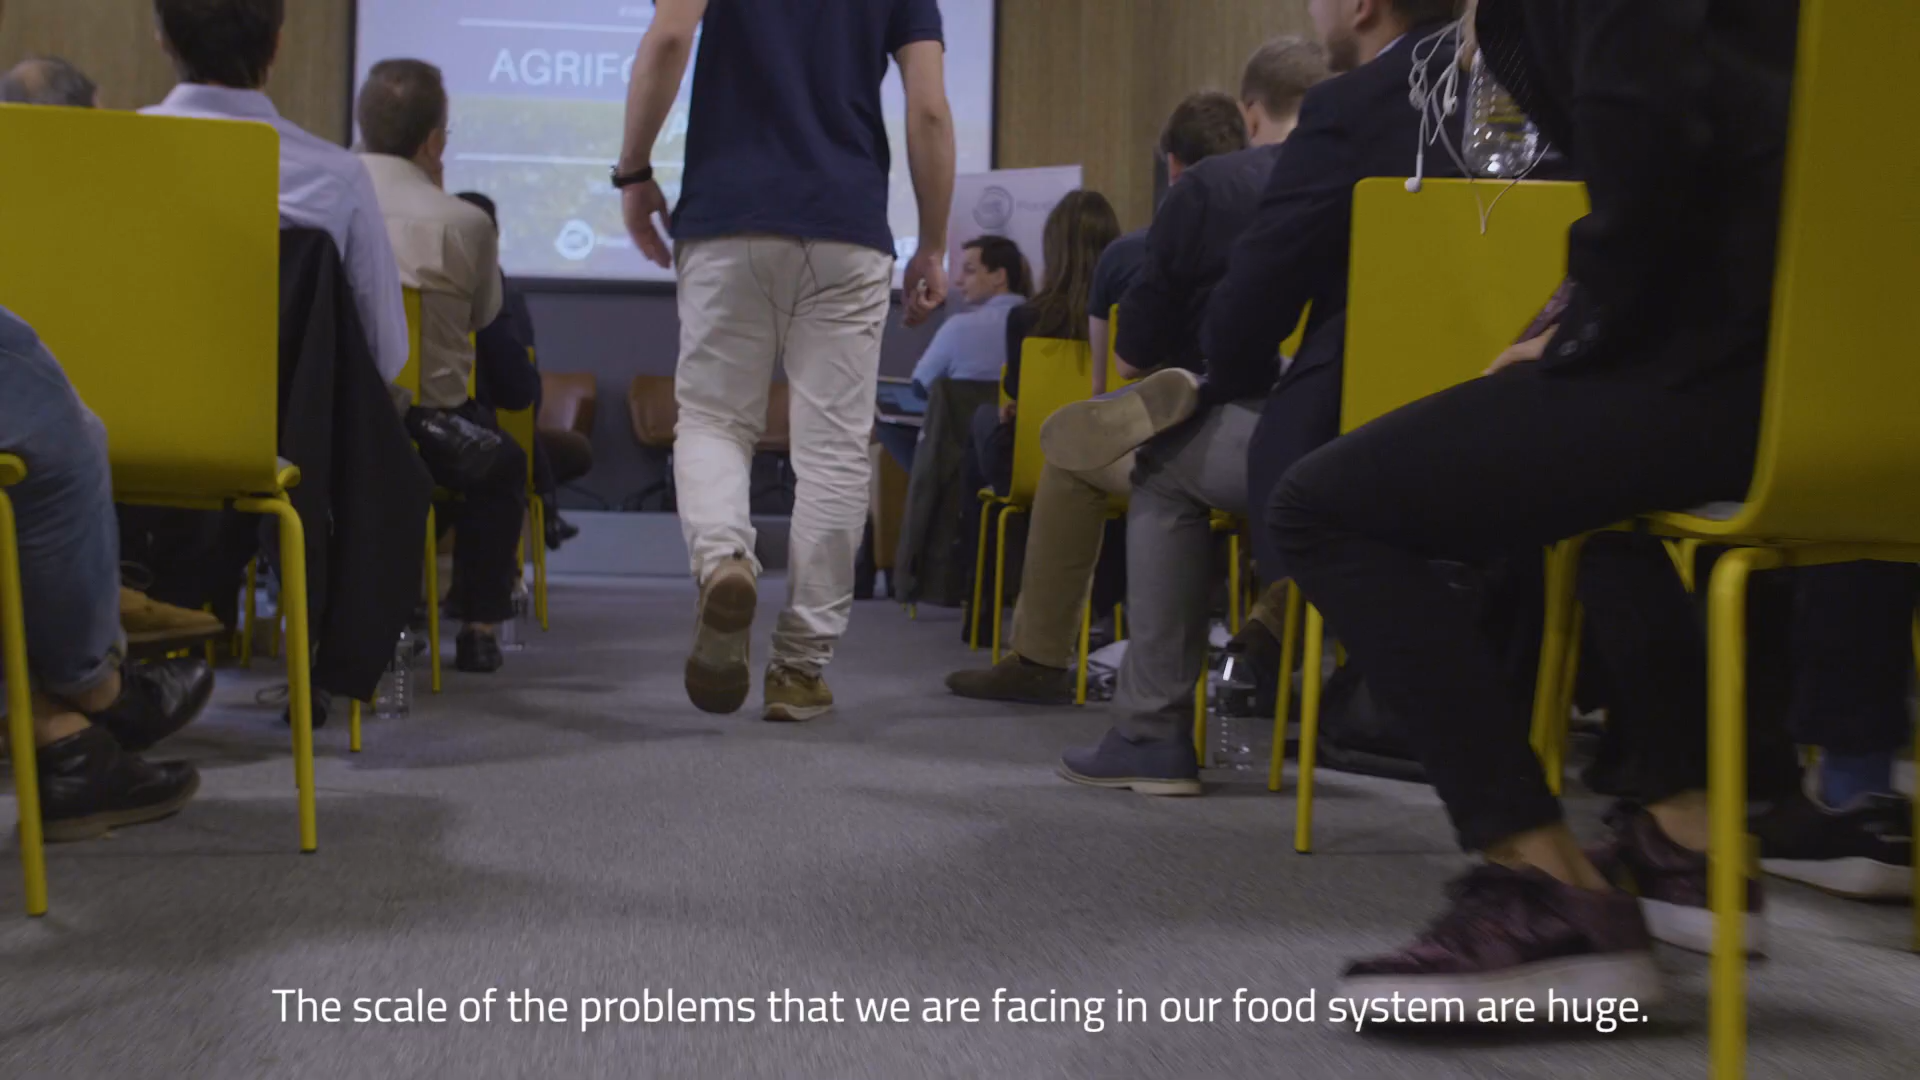 AGRIF
The scale of the problems that we are facing in our food system are huge.